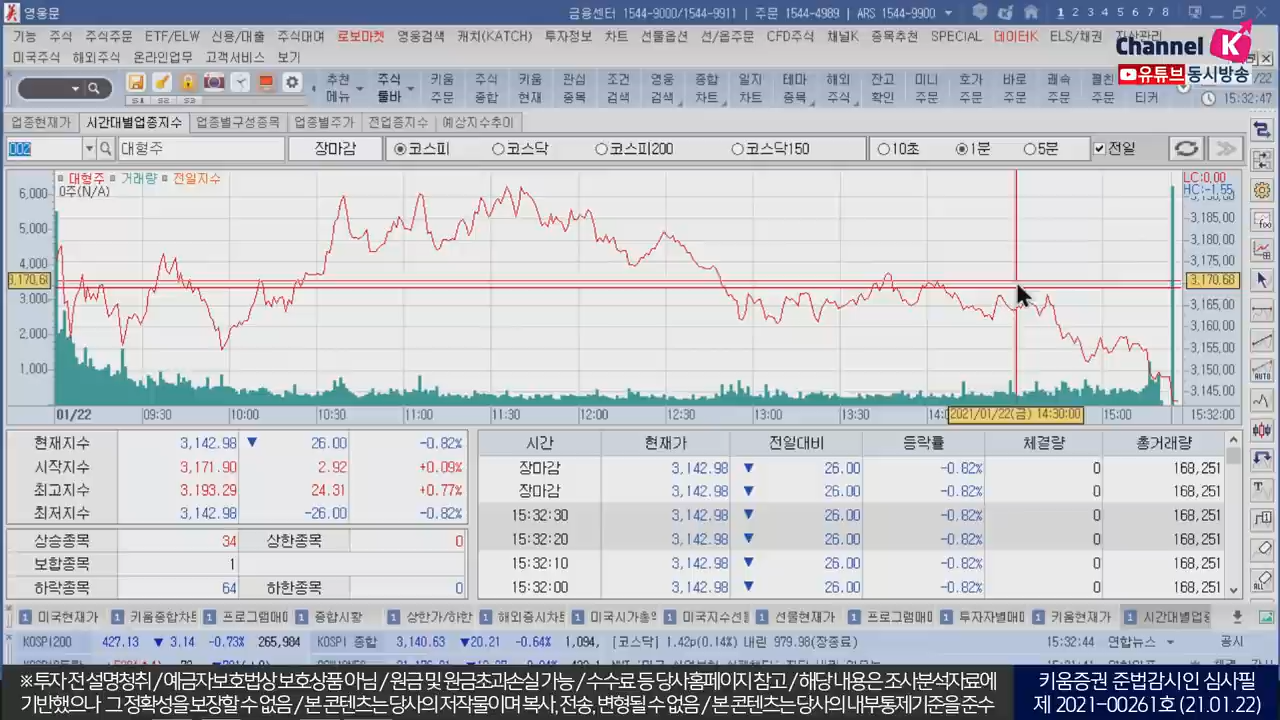 영웅문
금융센터 1544-9000/1544-9911 | 주문 1544-4989 | ARS 1544-9900
1 2 3 4 5 6 7 8
기능 주식 주식주문 ETF/ELW 신용/대출 주식대여 로보마켓 영웅검색 캐치(KATCH) 투자정보 차트 선물옵션 선/옵주문 CFD주식 채널K 종목추천 SPECIAL 데이터K ELS/채권 자산관리
미국주식 해외주식 온라인업무 고객서비스 보기
Channel K
유튜브 동시방송
S1 S2 S3
추천 메뉴
주식 툴바
키움 주문
주식 종합
키움 현재
관심 종목
조건 검색
영웅 검색
종합 차트
일지 차트
테마 종목
해외 주식
잔고 확인
미니 주문
호가 주문
바로 주문
쾌속 주문
펼친 주문
티커
/22
15:32:47
업종현재가 시간대별업종지수 업종별구성종목 업종별주가 전업종지수 예상지수추이
002 대형주 장마감 코스피 코스닥 코스피200 코스닥150 10초 1분 5분 전일
대형주 거래량 전일지수
0주(N/A)
LC:0,00
HC:-1,55
6,000
5,000
4,000
3,170,68
3,000
2,000
1,000
3,190,00
3,185,00
3,180,00
3,175,00
3,170,68
3,165,00
3,160,00
3,155,00
3,150,00
3,145,00
01/22 09:30 10:00 10:30 11:00 11:30 12:00 12:30 13:00 13:30 14:0 2021/01/22(금) 14:30:00 15:00 15:32:00
현재지수 3,142.98 ▼ 26.00 -0.82%
시작지수 3,171.90 2.92 +0.09%
최고지수 3,193.29 24.31 +0.77%
최저지수 3,142.98 -26.00 -0.82%
상승종목 34 상한종목 0
보합종목 1
하락종목 64 하한종목 0
시간 현재가 전일대비 등락률 체결량 총거래량
장마감 3,142.98 ▼ 26.00 -0.82% 0 168,251
장마감 3,142.98 ▼ 26.00 -0.82% 0 168,251
15:32:30 3,142.98 ▼ 26.00 -0.82% 0 168,251
15:32:20 3,142.98 ▼ 26.00 -0.82% 0 168,251
15:32:10 3,142.98 ▼ 26.00 -0.82% 0 168,251
15:32:00 3,142.98 ▼ 26.00 -0.82% 0 168,251
1 미국현재가 1 키움종합차트 1 프로그램매매 1 종합시황 1 상한가/하한 1 해외증시차트 1 미국시가총 1 미국지수선물 1 선물현재가 1 프로그램매매 1 투자자별매매 1 키움현재가 1 시간대별업종
KOSPI200 427.13 ▼ 3.14 -0.73% 265,984 KOSPI 종합 3,140.63 ▼20.21 -0.64% 1,094, [코스닥] 1.42p(0.14%) 내린 979.98(장종료) 15:32:44 연합뉴스 공시
※ 투자 전 설명청취 / 예금자보호법상 보호상품 아님 / 원금 및 원금초과손실 가능 / 수수료 등 당사홈페이지 참고 / 해당 내용은 조사분석자료에
기반했으나 그 정확성을 보장할 수 없음 / 본 콘텐츠는 당사의 저작물이며 복사, 전송, 변형될 수 없음 / 본 콘텐츠는 당사의 내부통제기준을 준수
키움증권 준법감시인 심사필
제 2021-00261호 (21.01.22)